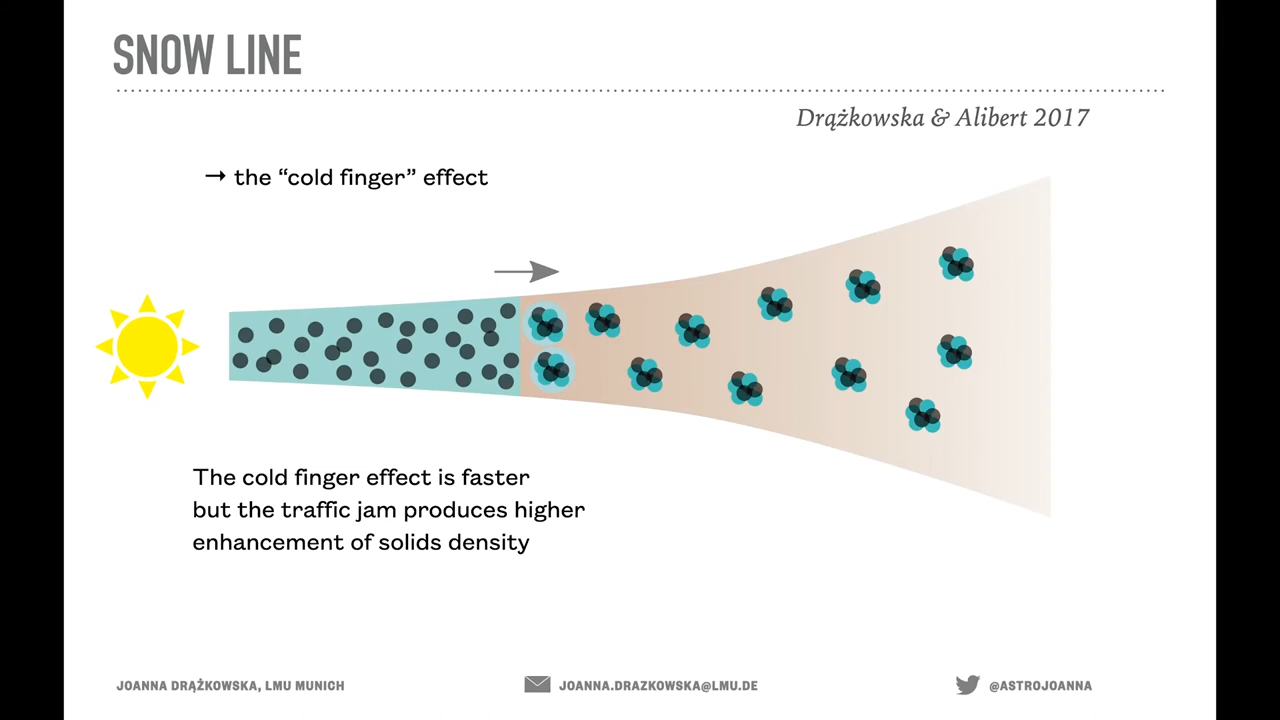 SNOW LINE
Drążkowska & Alibert 2017
→ the “cold finger” effect
The cold finger effect is faster
but the traffic jam produces higher
enhancement of solids density
JOANNA DRĄŻKOWSKA, LMU MUNICH
JOANNA.DRAZKOWSKA@LMU.DE
@ASTROJOANNA